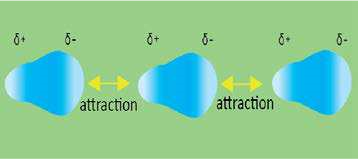 δ+ δ- δ+ δ- δ+ δ-
attraction attraction